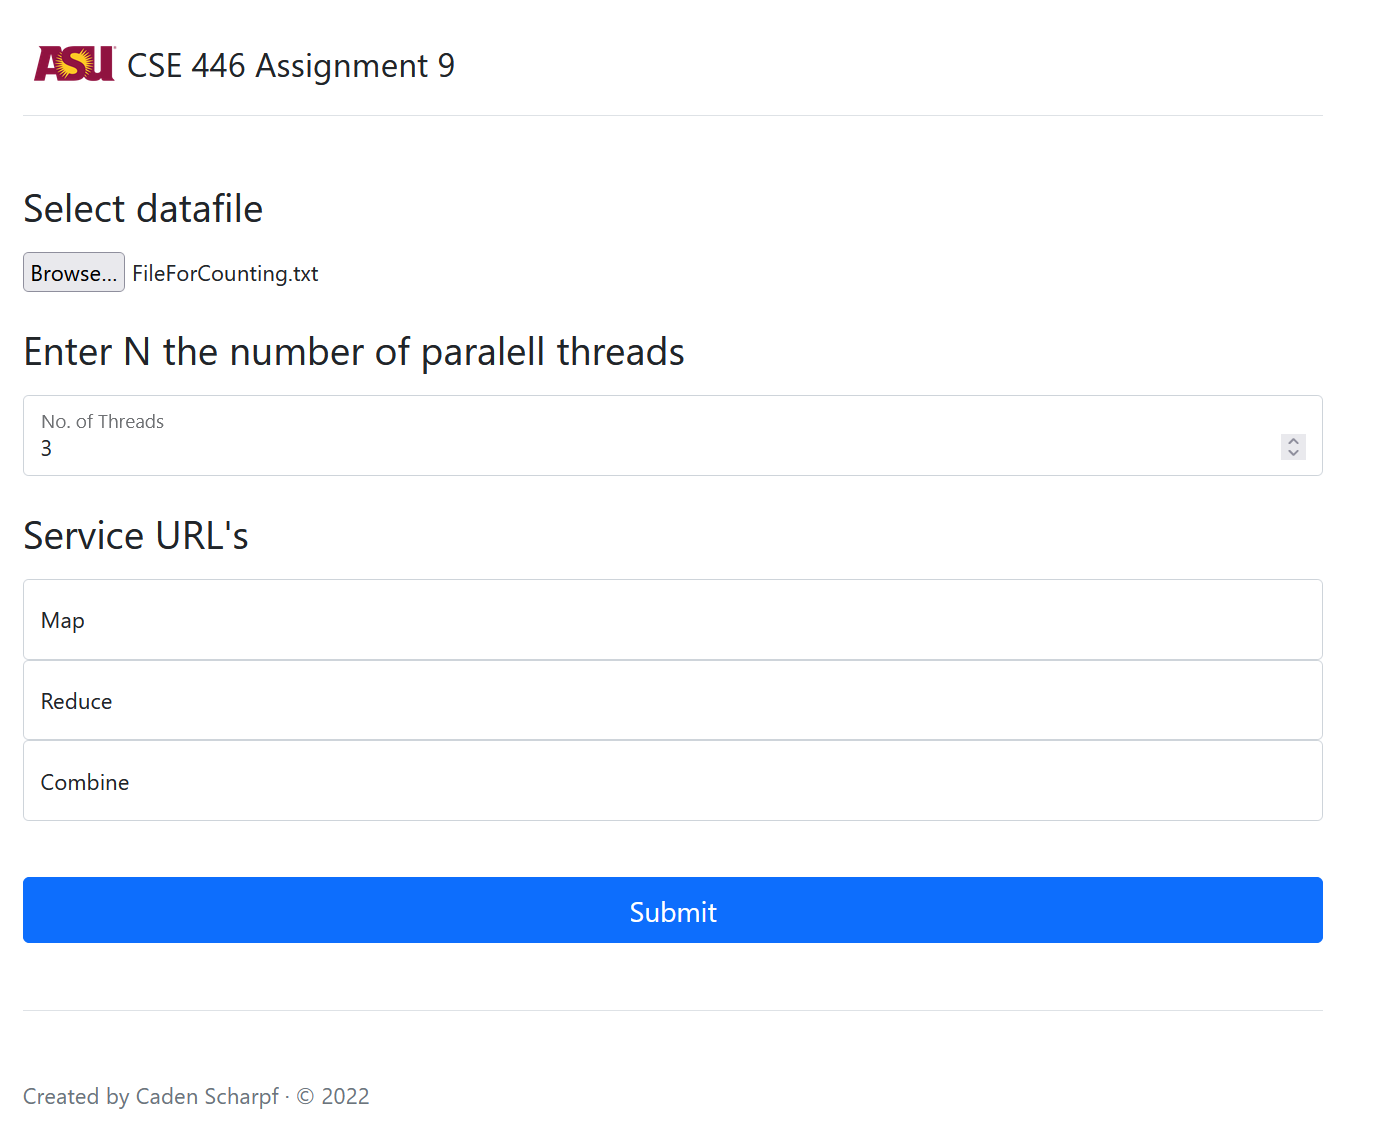 ASU CSE 446 Assignment 9
Select datafile
Browse... FileForCounting.txt
Enter N the number of paralell threads
No. of Threads
3
Service URL's
Map
Reduce
Combine
Submit
Created by Caden Scharpf · © 2022